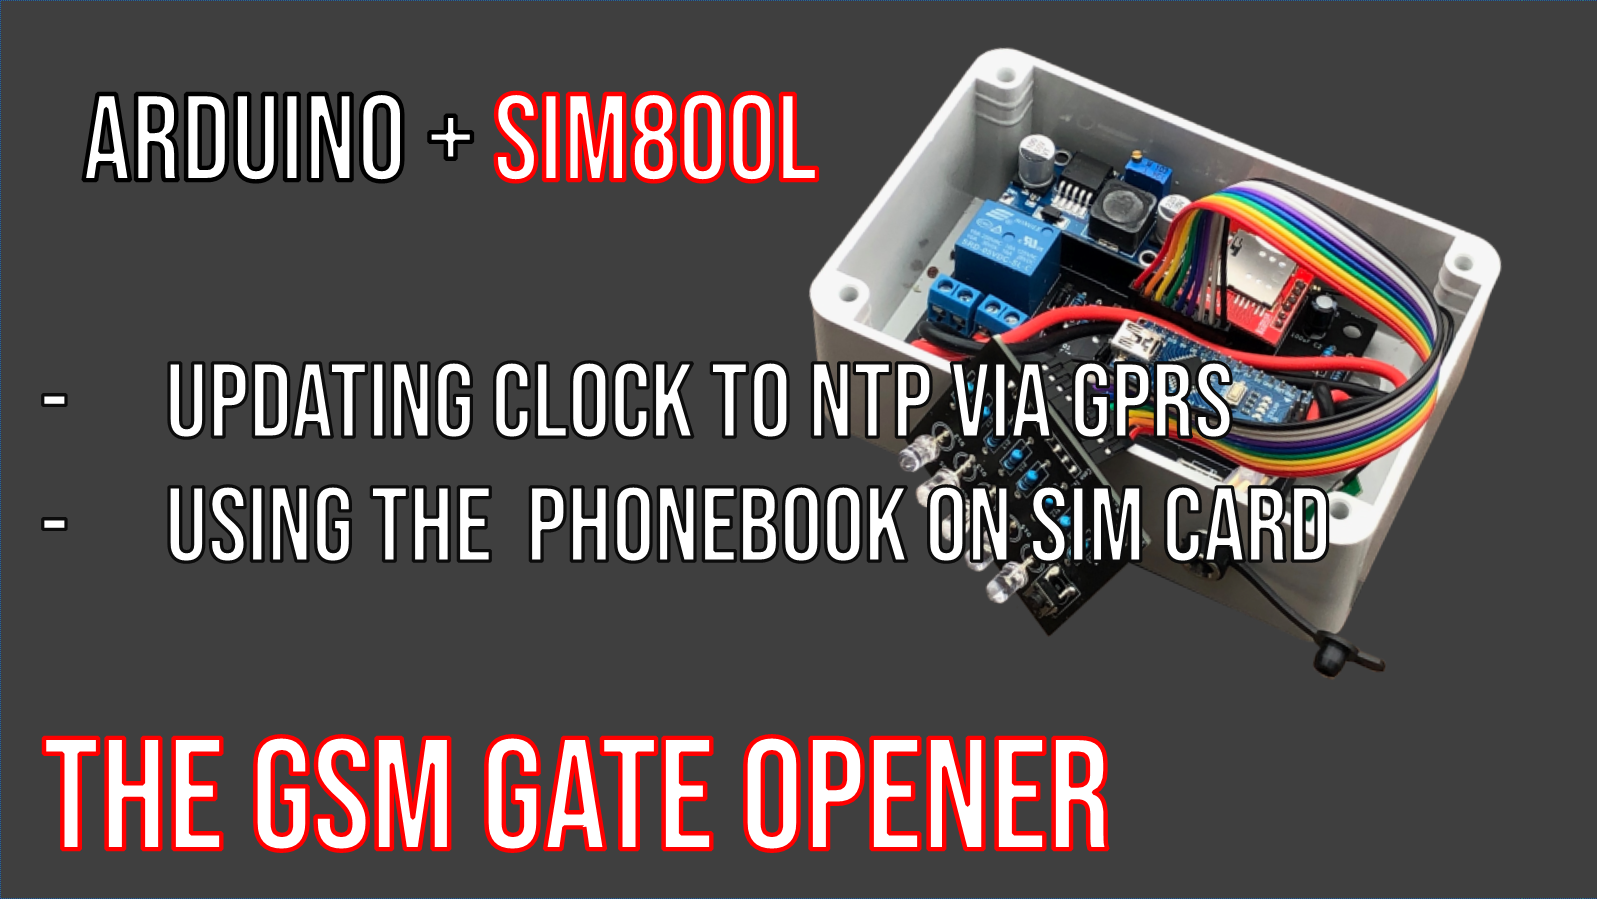 ARDUINO + SIM800L
- UPDATING CLOCK TO NTP VIA GPRS
- USING THE PHONEBOOK ON SIM CARD
THE GSM GATE OPENER